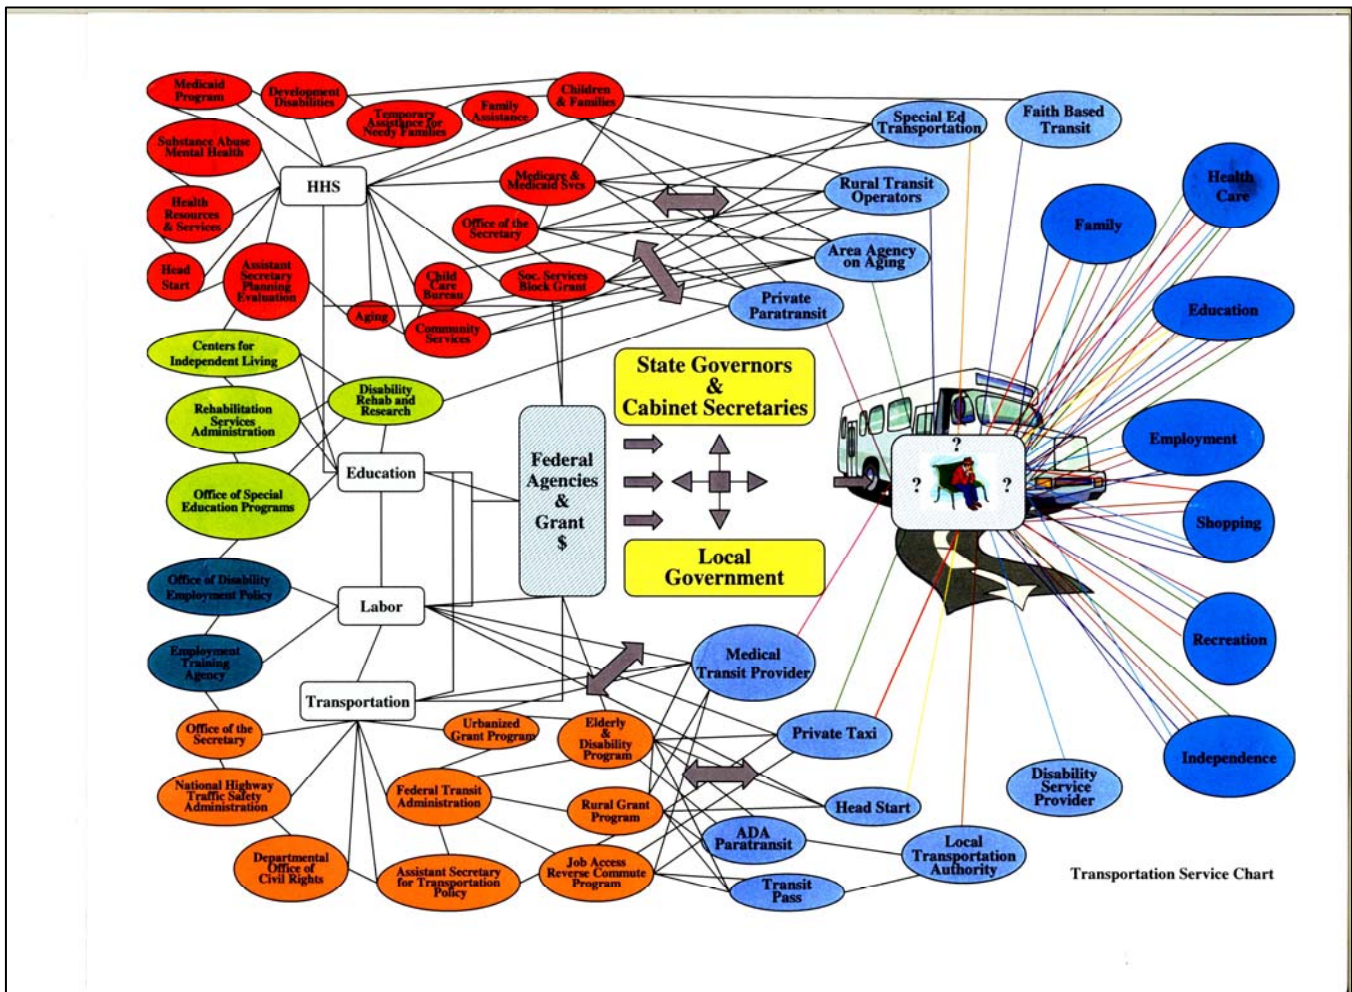 Medicaid
Program
Development
Disabilities
Temporary
Assistance for
Needy Families
Family
Assistance
Children
& Families
Substance Abuse
Mental Health
HHS
Health
Resources
& Services
Head
Start
Assistant
Secretary
Planning
Evaluation
Medicare &
Medicaid Svcs
Office of the
Secretary
Child
Care
Bureau
Soc. Services
Block Grant
Aging
Community
Services
Special Ed
Transportation
Faith Based
Transit
Rural Transit
Operators
Area Agency
on Aging
Private
Paratransit
Health
Care
Family
Education
Employment
Shopping
Recreation
Independence
Centers for
Independent Living
Disability
Rehab and
Research
Rehabilitation
Services
Administration
Office of Special
Education Programs
Education
Federal
Agencies
&
Grant
$
State Governors
&
Cabinet Secretaries
Local
Government
?
?
?
Office of Disability
Employment Policy
Labor
Employment
Training
Agency
Transportation
Office of the
Secretary
National Highway
Traffic Safety
Administration
Departmental
Office of
Civil Rights
Urbanized
Grant Program
Federal Transit
Administration
Assistant Secretary
for Transportation
Policy
Elderly
&
Disability
Program
Rural Grant
Program
Job Access
Reverse Commute
Program
Medical
Transit Provider
Private Taxi
Head Start
ADA
Paratransit
Transit
Pass
Local
Transportation
Authority
Disability
Service
Provider
Transportation Service Chart